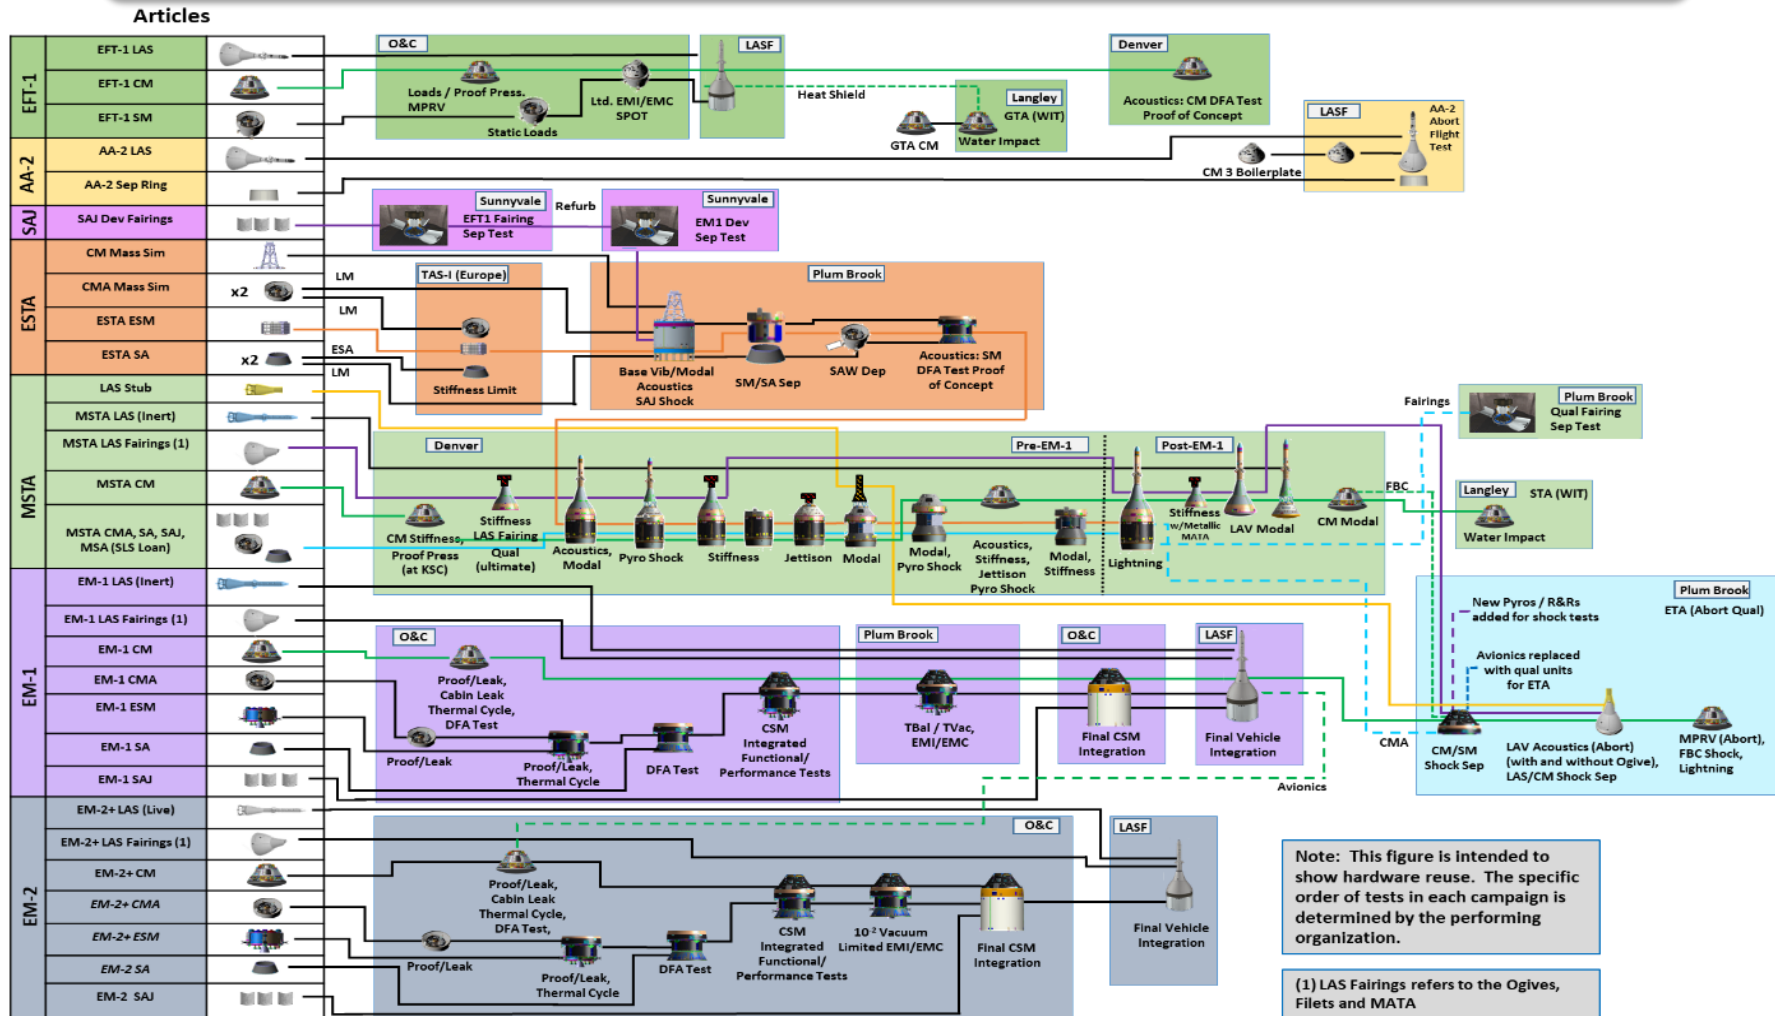 Articles
EFT-1
EFT-1 LAS
EFT-1 CM
EFT-1 SM
AA-2
AA-2 LAS
AA-2 Sep Ring
SAJ
SAJ Dev Fairings
ESTA
CM Mass Sim
CMA Mass Sim
x2
ESTA ESM
ESTA SA
x2
MSTA
LAS Stub
MSTA LAS (Inert)
MSTA LAS Fairings (1)
MSTA CM
MSTA CMA, SA, SAJ,
MSA (SLS Loan)
EM-1
EM-1 LAS (Inert)
EM-1 LAS Fairings (1)
EM-1 CM
EM-1 CMA
EM-1 ESM
EM-1 SA
EM-1 SAJ
EM-2
EM-2+ LAS (Live)
EM-2+ LAS Fairings (1)
EM-2+ CM
EM-2+ CMA
EM-2+ ESM
EM-2 SA
EM-2 SAJ
O&C
Loads / Proof Press.
MPRV
Static Loads
Ltd. EMI/EMC
SPOT
LASF
Heat Shield
Langley
GTA (WIT)
GTA CM
Water Impact
Denver
Acoustics: CM DFA Test
Proof of Concept
LASF
AA-2
Abort
Flight
Test
CM 3 Boilerplate
Sunnyvale
EFT1 Fairing
Sep Test
Refurb
Sunnyvale
EM1 Dev
Sep Test
LM
LM
ESA
LM
TAS-I (Europe)
Stiffness Limit
Plum Brook
Base Vib/Modal
Acoustics
SAJ Shock
SM/SA Sep
SAW Dep
Acoustics: SM
DFA Test Proof
of Concept
Denver
Pre-EM-1
Post-EM-1
CM Stiffness,
Proof Press
(at KSC)
Stiffness
LAS Fairing
Qual
(ultimate)
Acoustics,
Modal
Pyro Shock
Stiffness
Jettison
Modal
Modal,
Pyro Shock
Acoustics,
Stiffness,
Jettison
Pyro Shock
Modal,
Stiffness
Lightning
Stiffness
w/Metallic
MATA
LAV Modal
CM Modal
FBC
Fairings
Plum Brook
Qual Fairing
Sep Test
Langley
STA (WIT)
Water Impact
Plum Brook
ETA (Abort Qual)
New Pyros / R&Rs
added for shock tests
Avionics replaced
with qual units
for ETA
CMA
CM/SM
Shock Sep
LAV Acoustics (Abort)
(with and without Ogive),
LAS/CM Shock Sep
MPRV (Abort),
FBC Shock,
Lightning
O&C
Proof/Leak,
Cabin Leak
Thermal Cycle,
DFA Test
Proof/Leak
Proof/Leak,
Thermal Cycle
DFA Test
CSM
Integrated
Functional/
Performance Tests
Plum Brook
TBal / TVac,
EMI/EMC
O&C
Final CSM
Integration
LASF
Final Vehicle
Integration
Avionics
O&C
Proof/Leak,
Cabin Leak
Thermal Cycle,
DFA Test,
Proof/Leak
Proof/Leak,
Thermal Cycle
DFA Test
CSM
Integrated
Functional/
Performance Tests
10-2 Vacuum
Limited EMI/EMC
Final CSM
Integration
LASF
Final Vehicle
Integration
Note: This figure is intended to
show hardware reuse. The specific
order of tests in each campaign is
determined by the performing
organization.
(1) LAS Fairings refers to the Ogives,
Filets and MATA